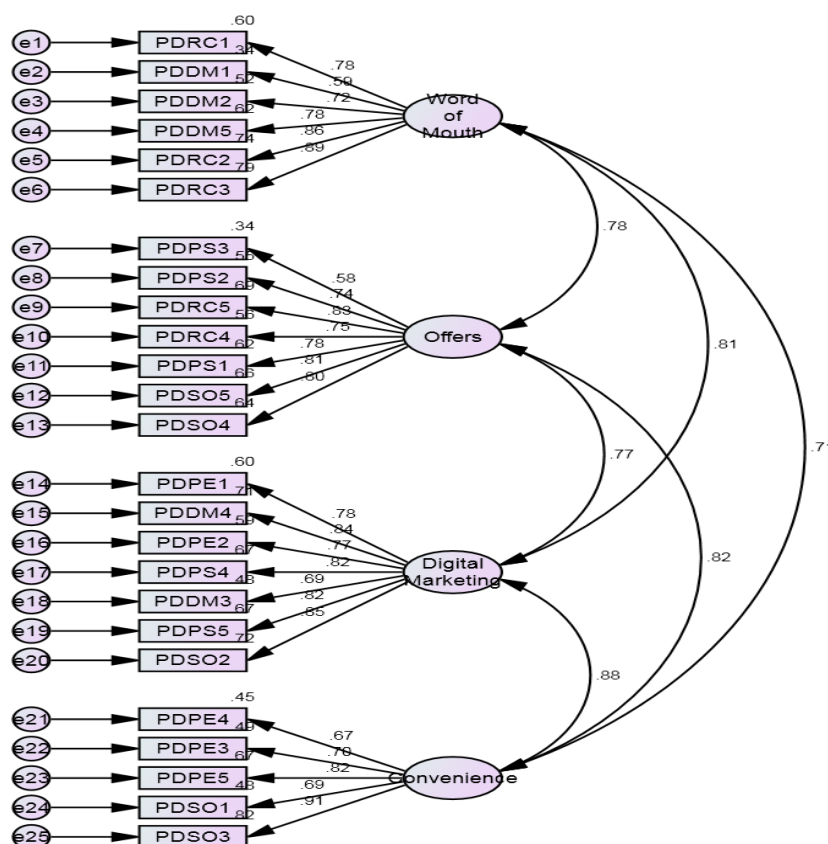 .60
e1 PDRC1
.34 .78
e2 PDDM1
.52 .59
e3 PDDM2 .72
.62 Word
of
Mouth
e4 PDDM5 .78
.74 .86
e5 PDRC2
.79 .89
e6 PDRC3
.78
.34
e7 PDPS3
.55 .58
e8 PDPS2
.69 .74
e9 PDRC5 .83
.56 .75
e10 PDRC4 Offers
.62 .78
e11 PDPS1
.66 .81
e12 PDSO5
.64 .80
e13 PDSO4
.81
.77
.71
.60
e14 PDPE1
.71 .78
e15 PDDM4
.59 .84
e16 PDPE2 .77
.67 .82
e17 PDPS4 Digital
Marketing
.48 .69
e18 PDDM3
.67 .82
e19 PDPS5
.72 .85
e20 PDSO2
.82
.88
.45
e21 PDPE4
.49 .67
e22 PDPE3
.67 .70
e23 PDPE5 .82
Convenience
.48 .69
e24 PDSO1
.82 .91
e25 PDSO3